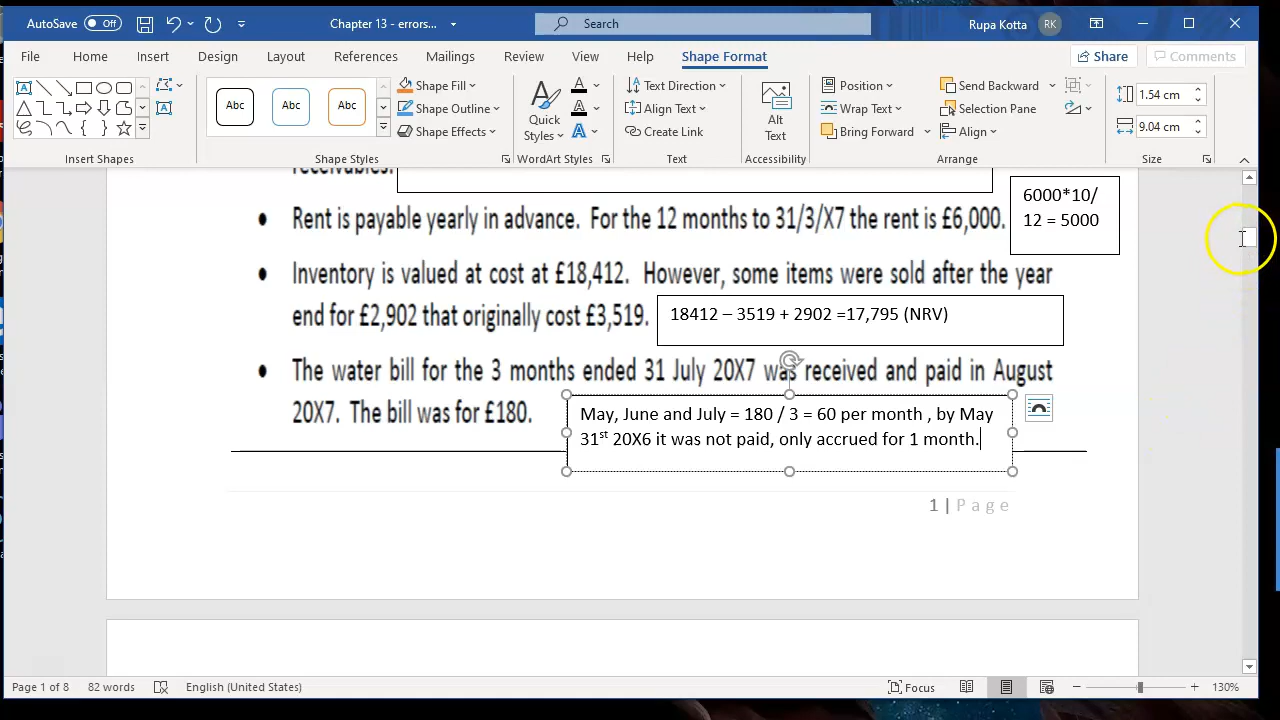 AutoSave Off
Chapter 13 - errors...
Search
Rupa Kotta RK
File Home Insert Design Layout References Mailings Review View Help Shape Format Share Comments
Abc Abc Abc
Shape Fill
Shape Outline
Shape Effects
Quick
Styles
Text Direction
Align Text
Create Link
Alt
Text
Position
Wrap Text
Bring Forward
Send Backward
Selection Pane
Align
1.54 cm
9.04 cm
Insert Shapes Shape Styles WordArt Styles Text Accessibility Arrange Size
receivables.
• Rent is payable yearly in advance. For the 12 months to 31/3/X7 the rent is £6,000.
6000*10/
12 = 5000
• Inventory is valued at cost at £18,412. However, some items were sold after the year
end for £2,902 that originally cost £3,519.
18412 – 3519 + 2902 =17,795 (NRV)
• The water bill for the 3 months ended 31 July 20X7 was received and paid in August
20X7. The bill was for £180.
May, June and July = 180 / 3 = 60 per month , by May
31st 20X6 it was not paid, only accrued for 1 month.
1 | Page
Page 1 of 8 82 words English (United States) Focus 130%